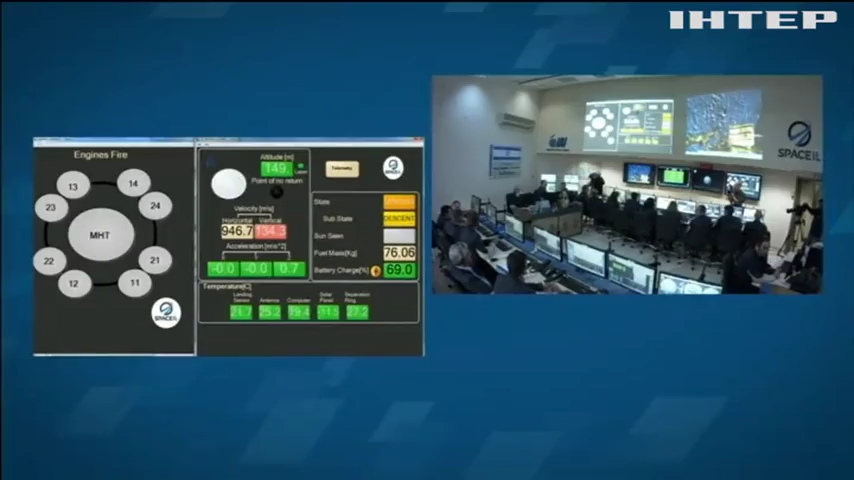 ІНТЕР
Engines Fire
13
14
23
24
MHT
22
21
12
11
SPACEIL
Altitude [m]
149.
Laser
Point of no return
Telemetry
Velocity [m/s]
Horizontal
Vertical
946.7
134.3
Acceleration [m/s^2]
-0.0
-0.0
0.7
State
Sub State
DESCENT
Sun Seen
Fuel Mass[Kg]
76.06
Battery Charge[%]
69.0
Temperature[C]
Landing Sensor
Antenna
Computer
Solar Panel
Separation Ring
21.7
25.2
19.4
27.2
SPACEIL